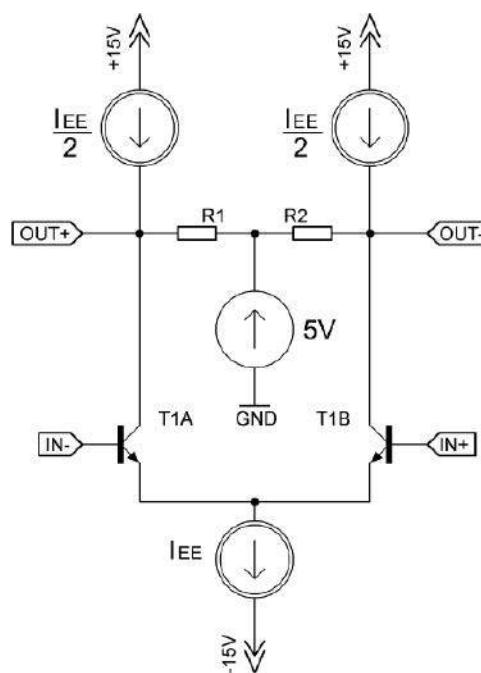 +15V
+15V
IEE
2
IEE
2
OUT+
R1
R2
OUT-
5V
T1A
GND
T1B
IN-
IN+
IEE
-15V